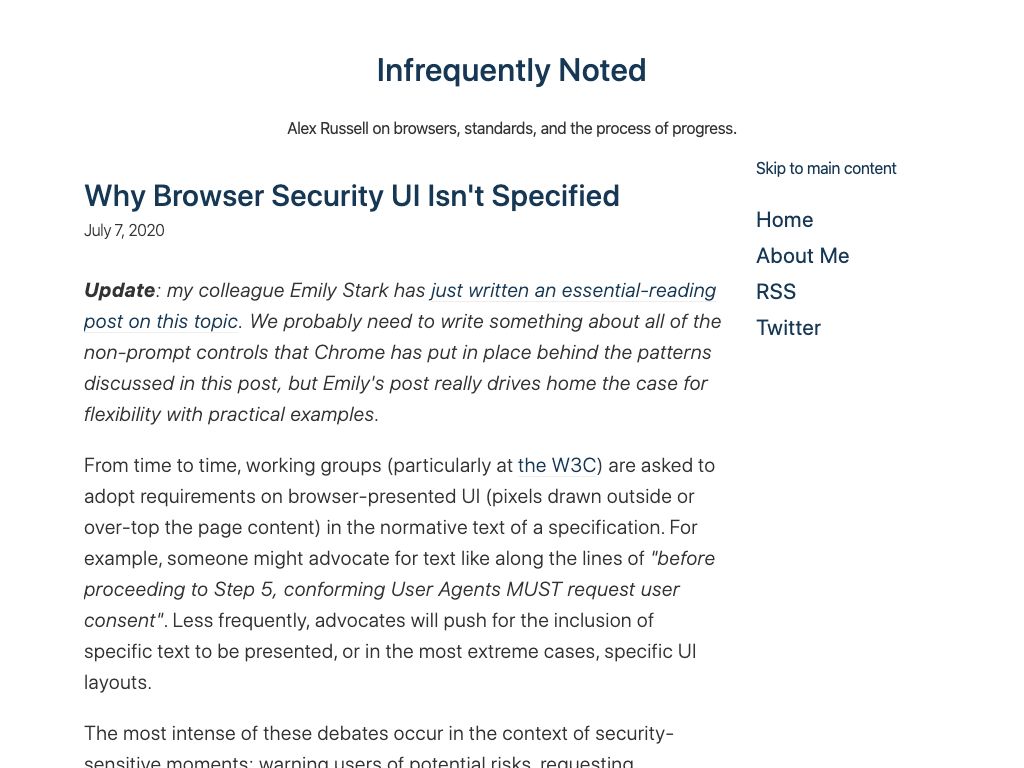 Infrequently Noted
Alex Russell on browsers, standards, and the process of progress.
Skip to main content
Home
About Me
RSS
Twitter
Why Browser Security UI Isn't Specified
July 7, 2020
Update: my colleague Emily Stark has just written an essential-reading
post on this topic. We probably need to write something about all of the
non-prompt controls that Chrome has put in place behind the patterns
discussed in this post, but Emily's post really drives home the case for
flexibility with practical examples.
From time to time, working groups (particularly at the W3C) are asked to
adopt requirements on browser-presented UI (pixels drawn outside or
over-top the page content) in the normative text of a specification. For
example, someone might advocate for text like along the lines of "before
proceeding to Step 5, conforming User Agents MUST request user
consent". Less frequently, advocates will push for the inclusion of
specific text to be presented, or in the most extreme cases, specific UI
layouts.
The most intense of these debates occur in the context of security-
sensitive moments: warning users of potential risks, requesting